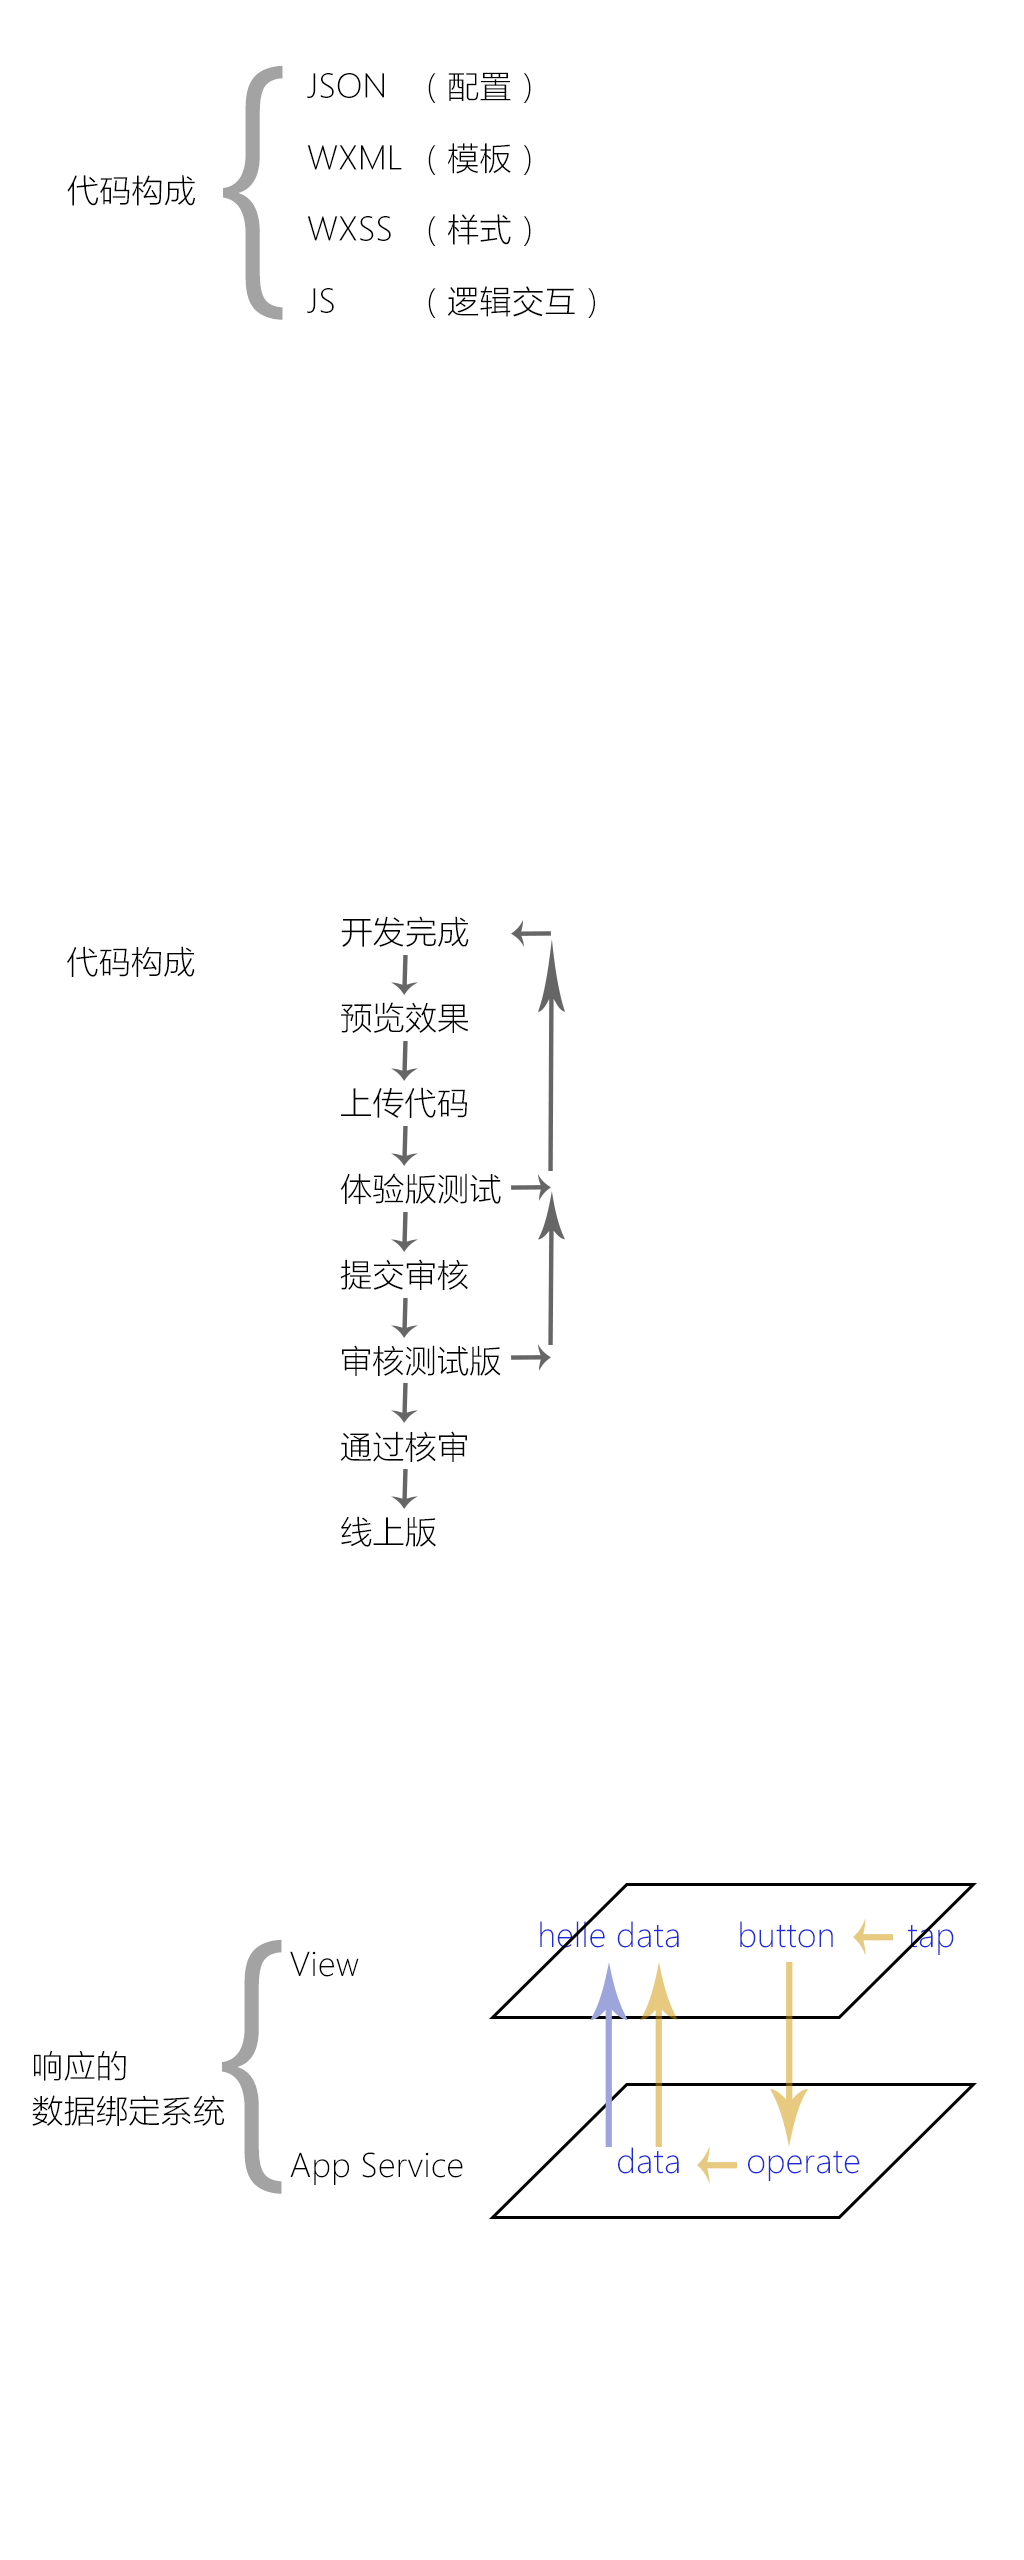 代码构成
JSON （配置）
WXML （模板）
WXSS （样式）
JS （逻辑交互）
代码构成
开发完成
预览效果
上传代码
体验版测试
提交审核
审核测试版
通过核审
线上版
响应的
数据绑定系统
View
helle data button tap
App Service
data operate